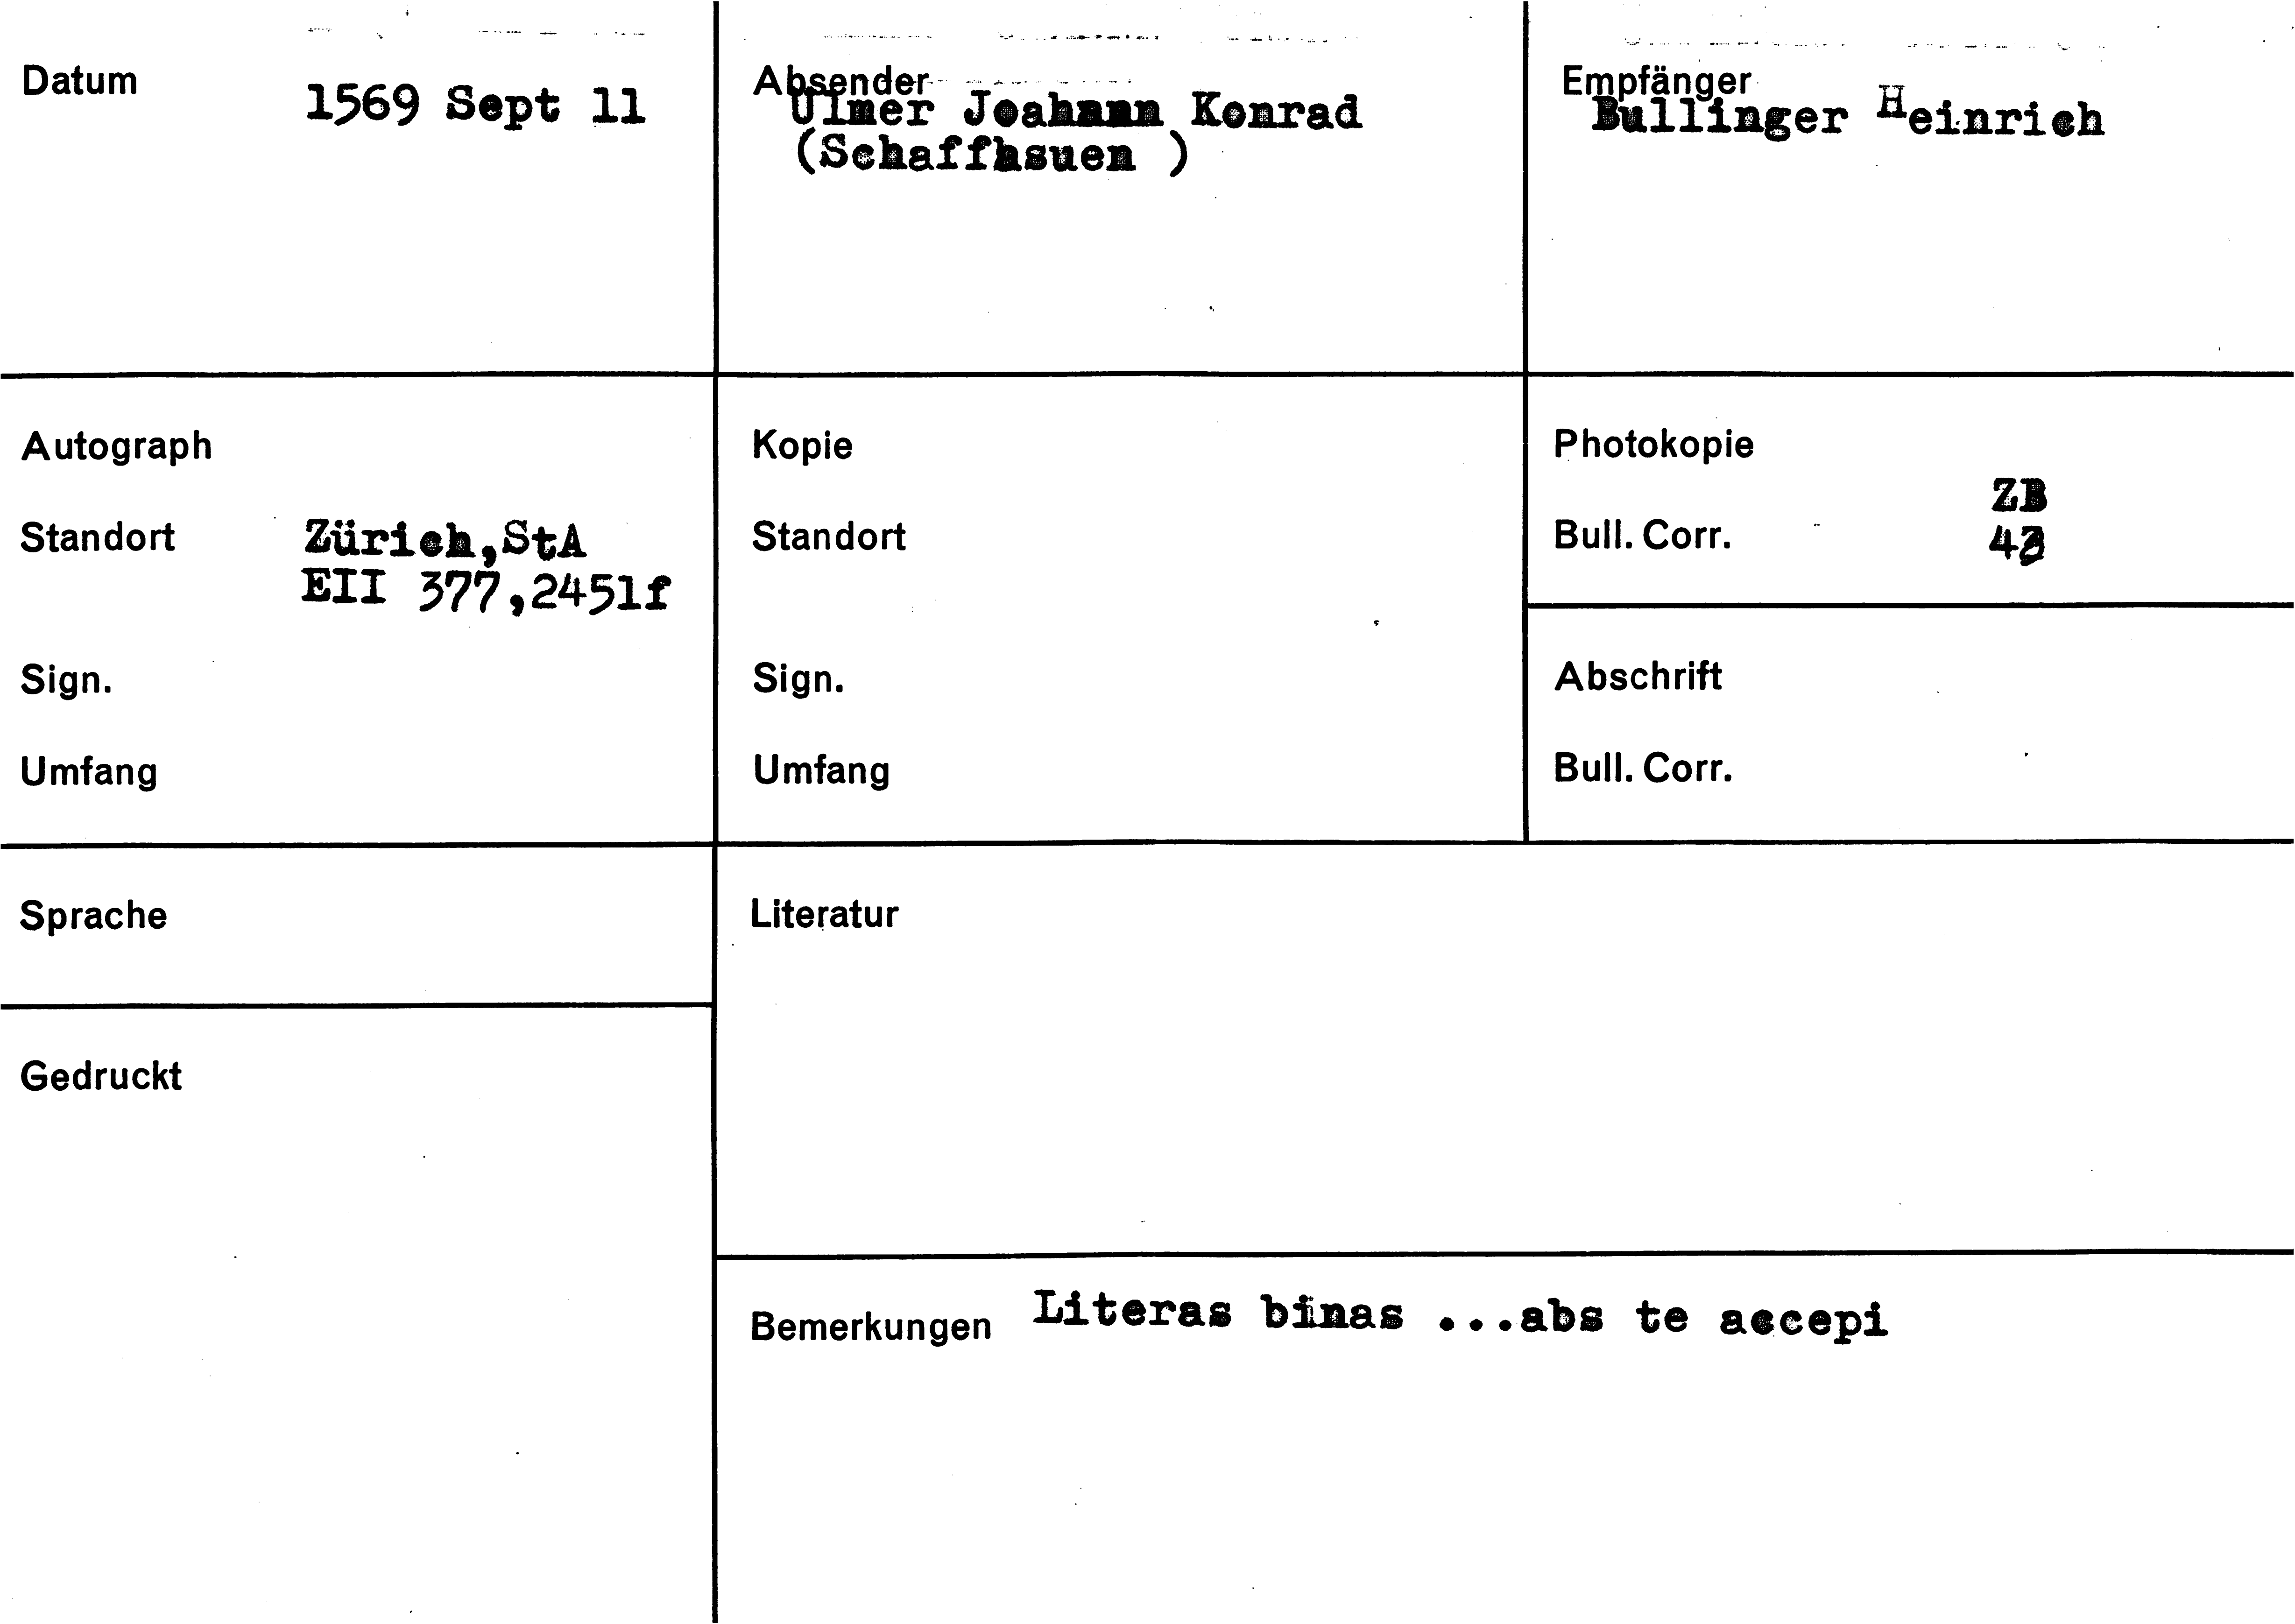 Datum
1569 Sept 11
Absender
Ulmer Joahann Konrad
(Schaffhsuen )
Empfänger
Bullinger Heinrich
Autograph
Standort
Zürich,StA
EII 377,2451f
Sign.
Umfang
Kopie
Standort
Sign.
Umfang
Photokopie
ZB
Bull. Corr.
Abschrift
Bull. Corr.
Sprache
Literatur
Gedruckt
Bemerkungen Literas binas ...abs te accepi